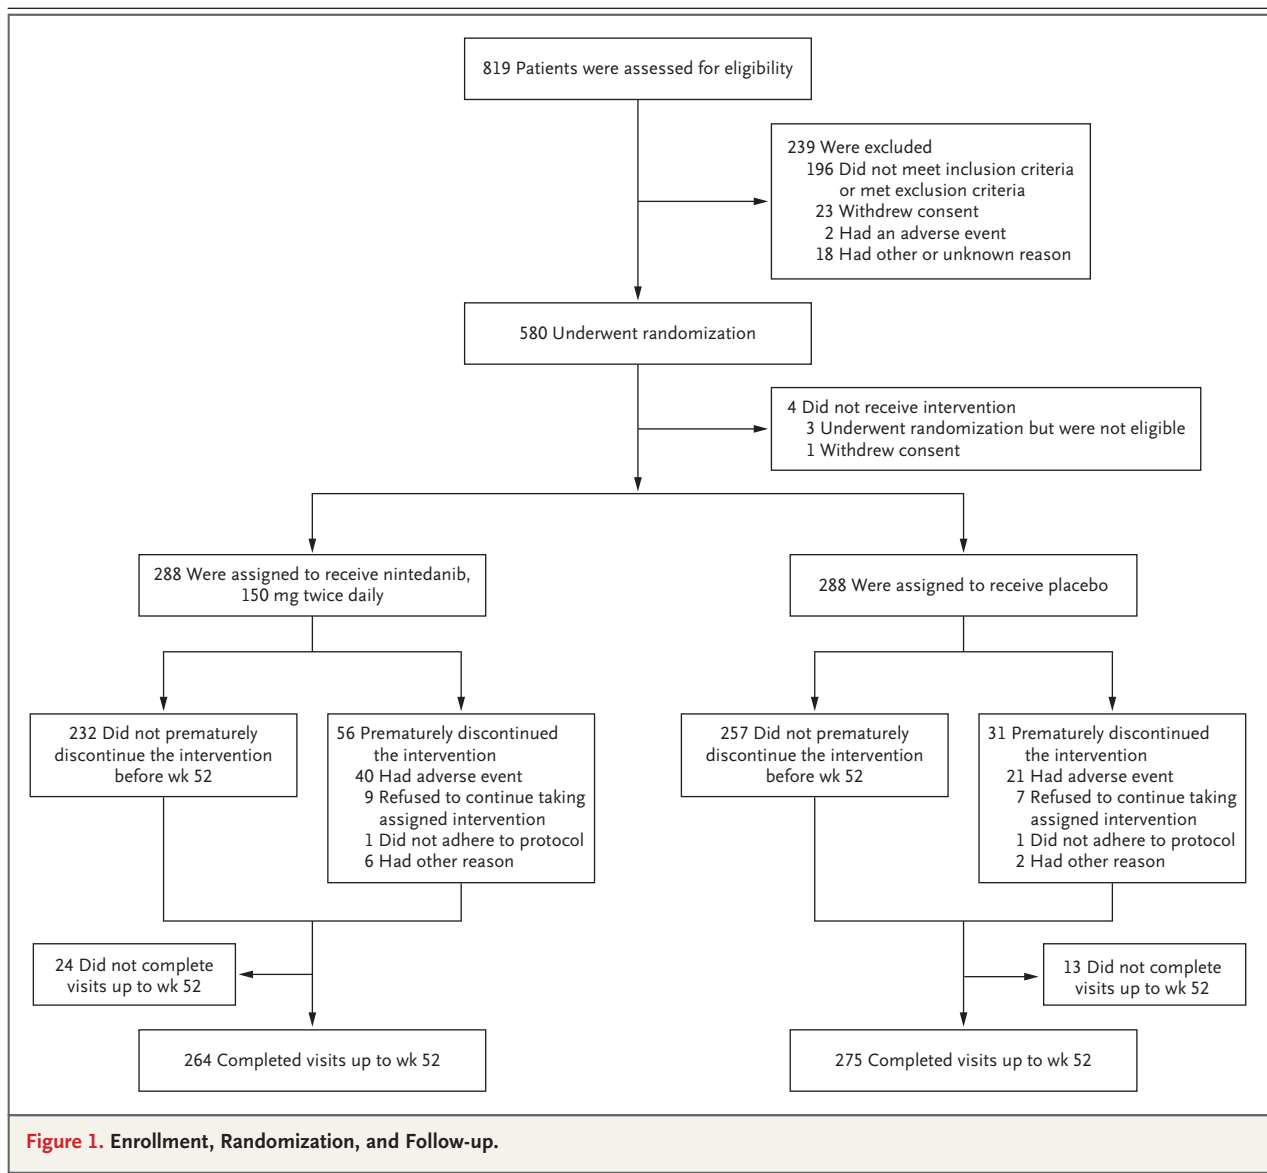 819 Patients were assessed for eligibility
239 Were excluded
196 Did not meet inclusion criteria
or met exclusion criteria
23 Withdrew consent
2 Had an adverse event
18 Had other or unknown reason
580 Underwent randomization
4 Did not receive intervention
3 Underwent randomization but were not eligible
1 Withdrew consent
288 Were assigned to receive nintedanib,
150 mg twice daily
288 Were assigned to receive placebo
232 Did not prematurely
discontinue the intervention
before wk 52
56 Prematurely discontinued
the intervention
40 Had adverse event
9 Refused to continue taking
assigned intervention
1 Did not adhere to protocol
6 Had other reason
257 Did not prematurely
discontinue the intervention
before wk 52
31 Prematurely discontinued
the intervention
21 Had adverse event
7 Refused to continue taking
assigned intervention
1 Did not adhere to protocol
2 Had other reason
24 Did not complete
visits up to wk 52
13 Did not complete
visits up to wk 52
264 Completed visits up to wk 52
275 Completed visits up to wk 52
Figure 1. Enrollment, Randomization, and Follow-up.